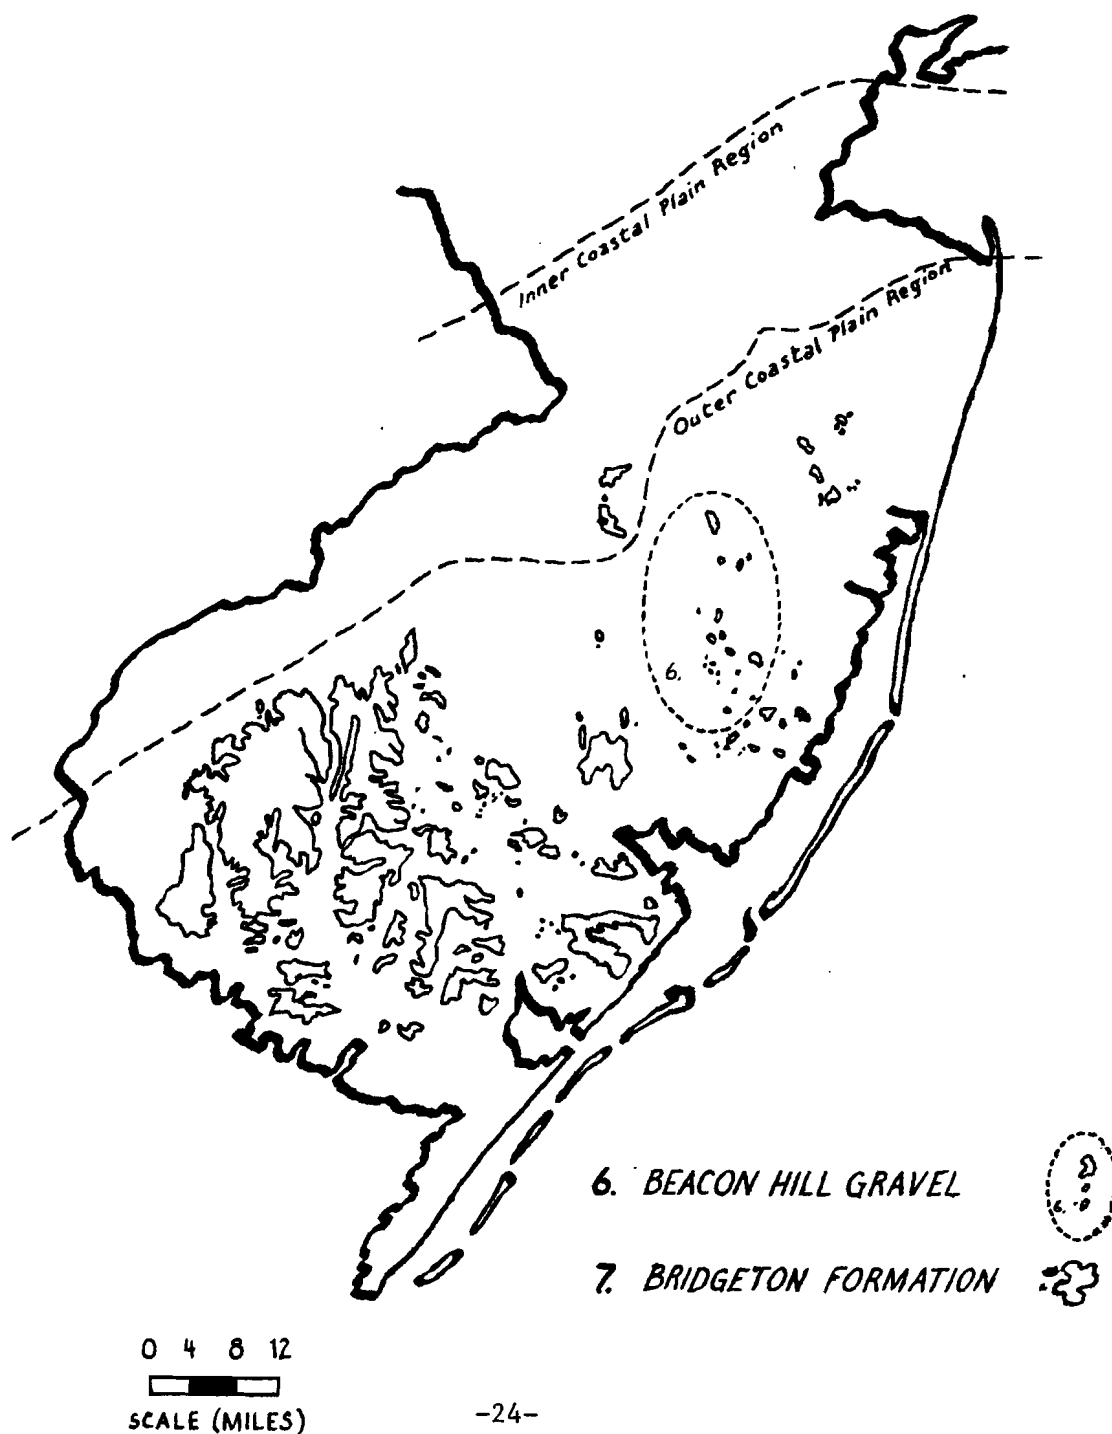 Inner Coastal Plain Region
Outer Coastal Plain Region
6.
6. BEACON HILL GRAVEL
6.
7. BRIDGETON FORMATION
0 4 8 12
SCALE (MILES)
-24-